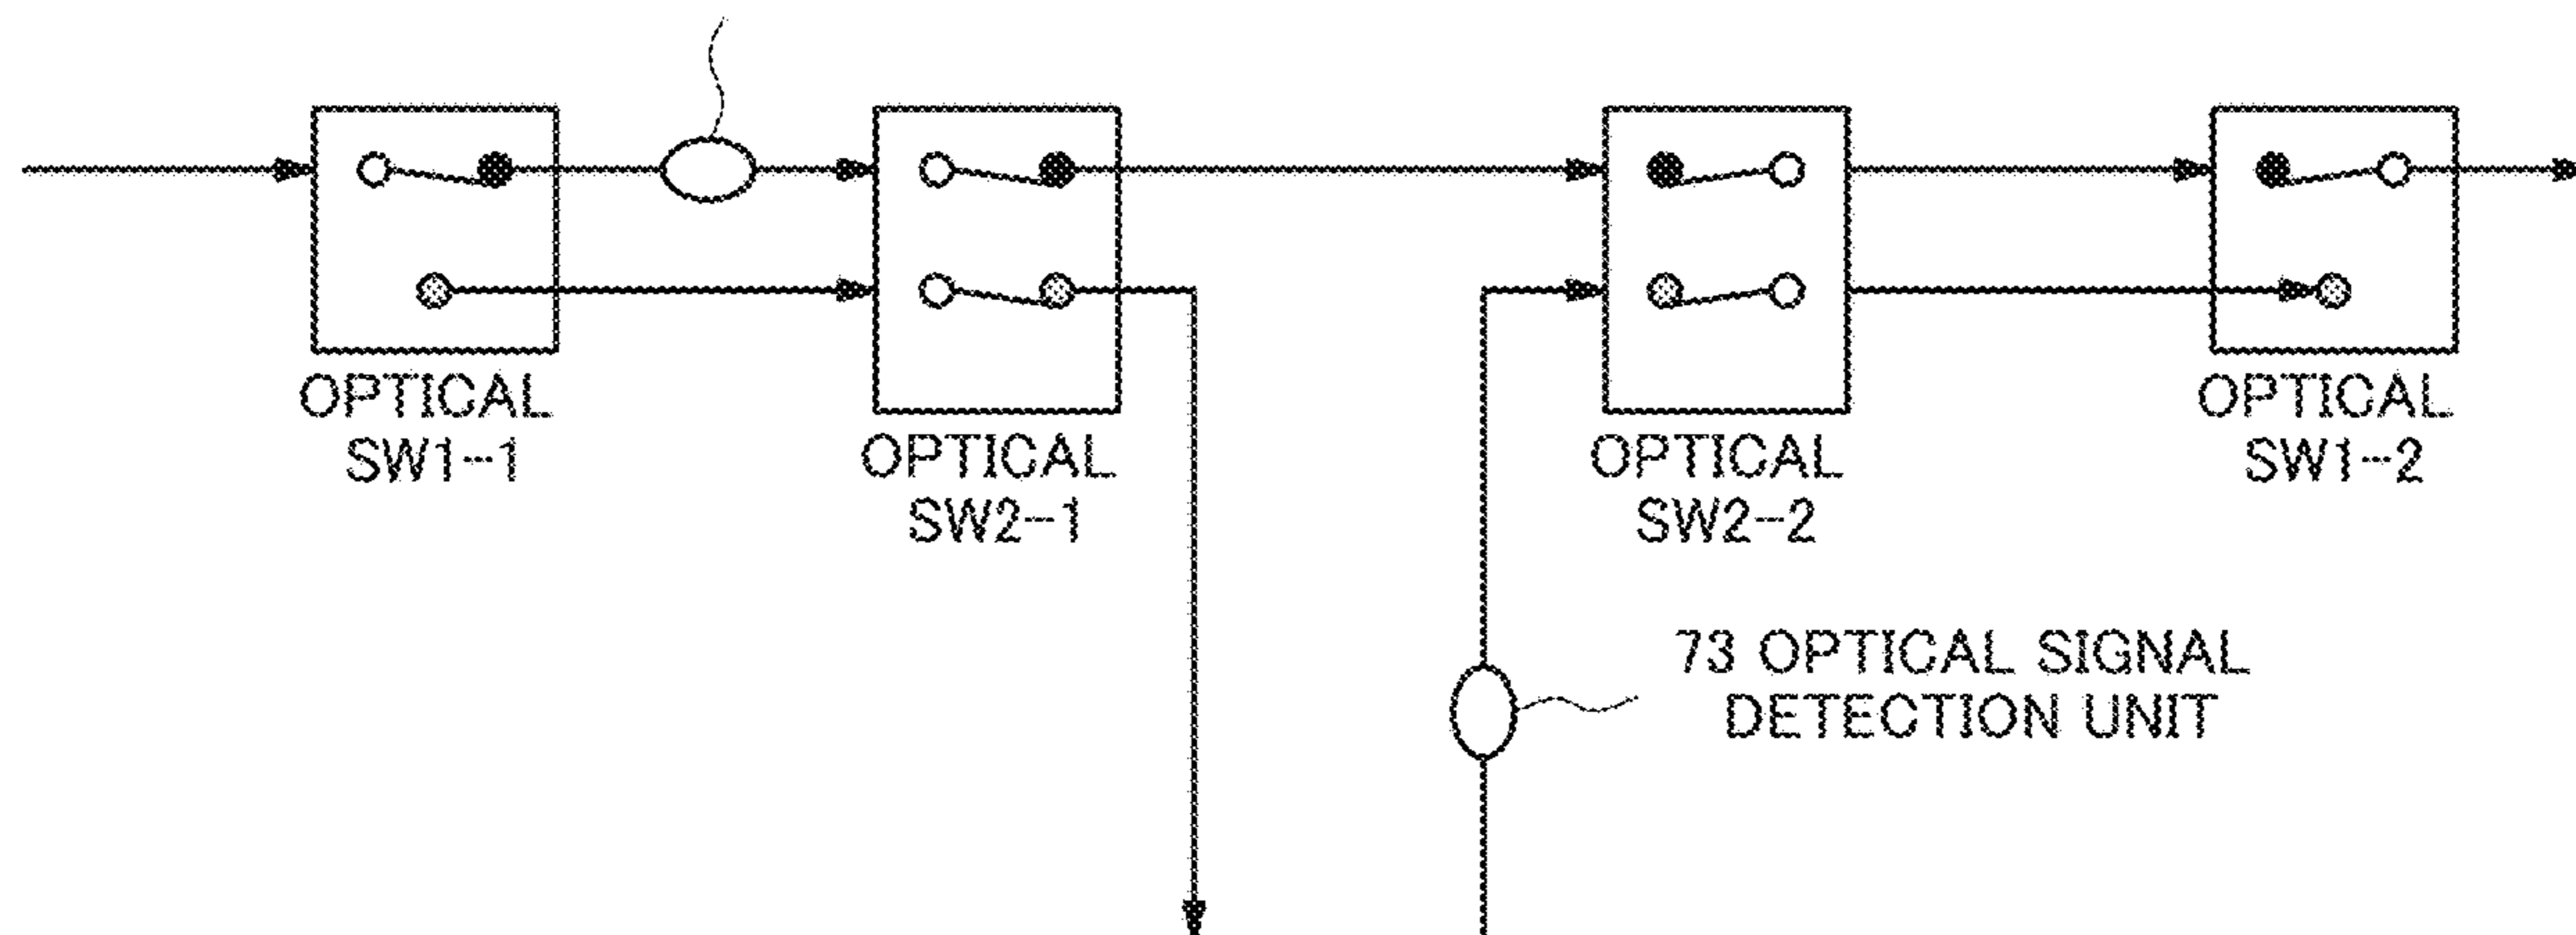 OPTICAL
SW1-1
OPTICAL
SW2-1
OPTICAL
SW2-2
OPTICAL
SW1-2
73 OPTICAL SIGNAL
DETECTION UNIT